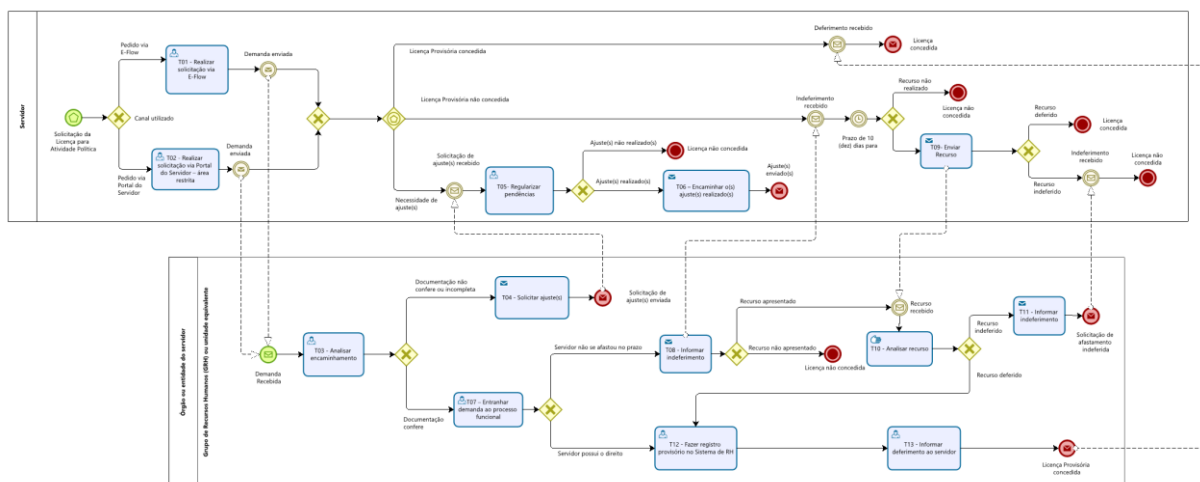 Servidor
Solicitação da
Licença para
Atividade Política
Pedido via
E-Flow
T01 - Realizar
solicitação via
E-Flow
Demanda enviada
Canal utilizado
Pedido via
Portal do
Servidor
T02 - Realizar
solicitação via Portal
do Servidor - área
restrita
Demanda
enviada
Licença Provisória concedida
Licença Provisória não concedida
Necessidade de
ajuste(s)
Solicitação de
ajuste(s) recebido
T05- Regularizar
pendências
Ajuste(s) não realizado(s)
Licença não concedida
Ajuste(s) realizado(s)
T06 - Encaminhar o(s)
ajuste(s) realizado(s)
Ajuste(s)
enviado(s)
Deferimento recebido
Licença
concedida
Indeferimento
recebido
Prazo de 10
(dez) dias para
Recurso não
realizado
Licença não
concedida
T09- Enviar
Recurso
Recurso
deferido
Licença
concedida
Recurso
indeferido
Indeferimento
recebido
Licença não
concedida
Órgão ou entidade do servidor
Grupo de Recursos Humanos (GRH) ou unidade equivalente
Demanda
Recebida
T03 - Analisar
encaminhamento
Documentação não
confere ou incompleta
T04 - Solicitar ajuste(s)
Solicitação de
ajuste(s) enviada
Documentação
confere
T07 - Entranhar
demanda ao processo
funcional
Servidor não se afastou no prazo
T08 - Informar
indeferimento
Recurso apresentado
Recurso não apresentado
Licença não concedida
Recurso
recebido
T10 - Analisar recurso
Recurso
indeferido
T11 - Informar
indeferimento
Solicitação de
afastamento
indeferida
Recurso deferido
Servidor possui o direito
T12 - Fazer registro
provisório no Sistema de RH
T13 - Informar
deferimento ao servidor
Licença Provisória
concedida